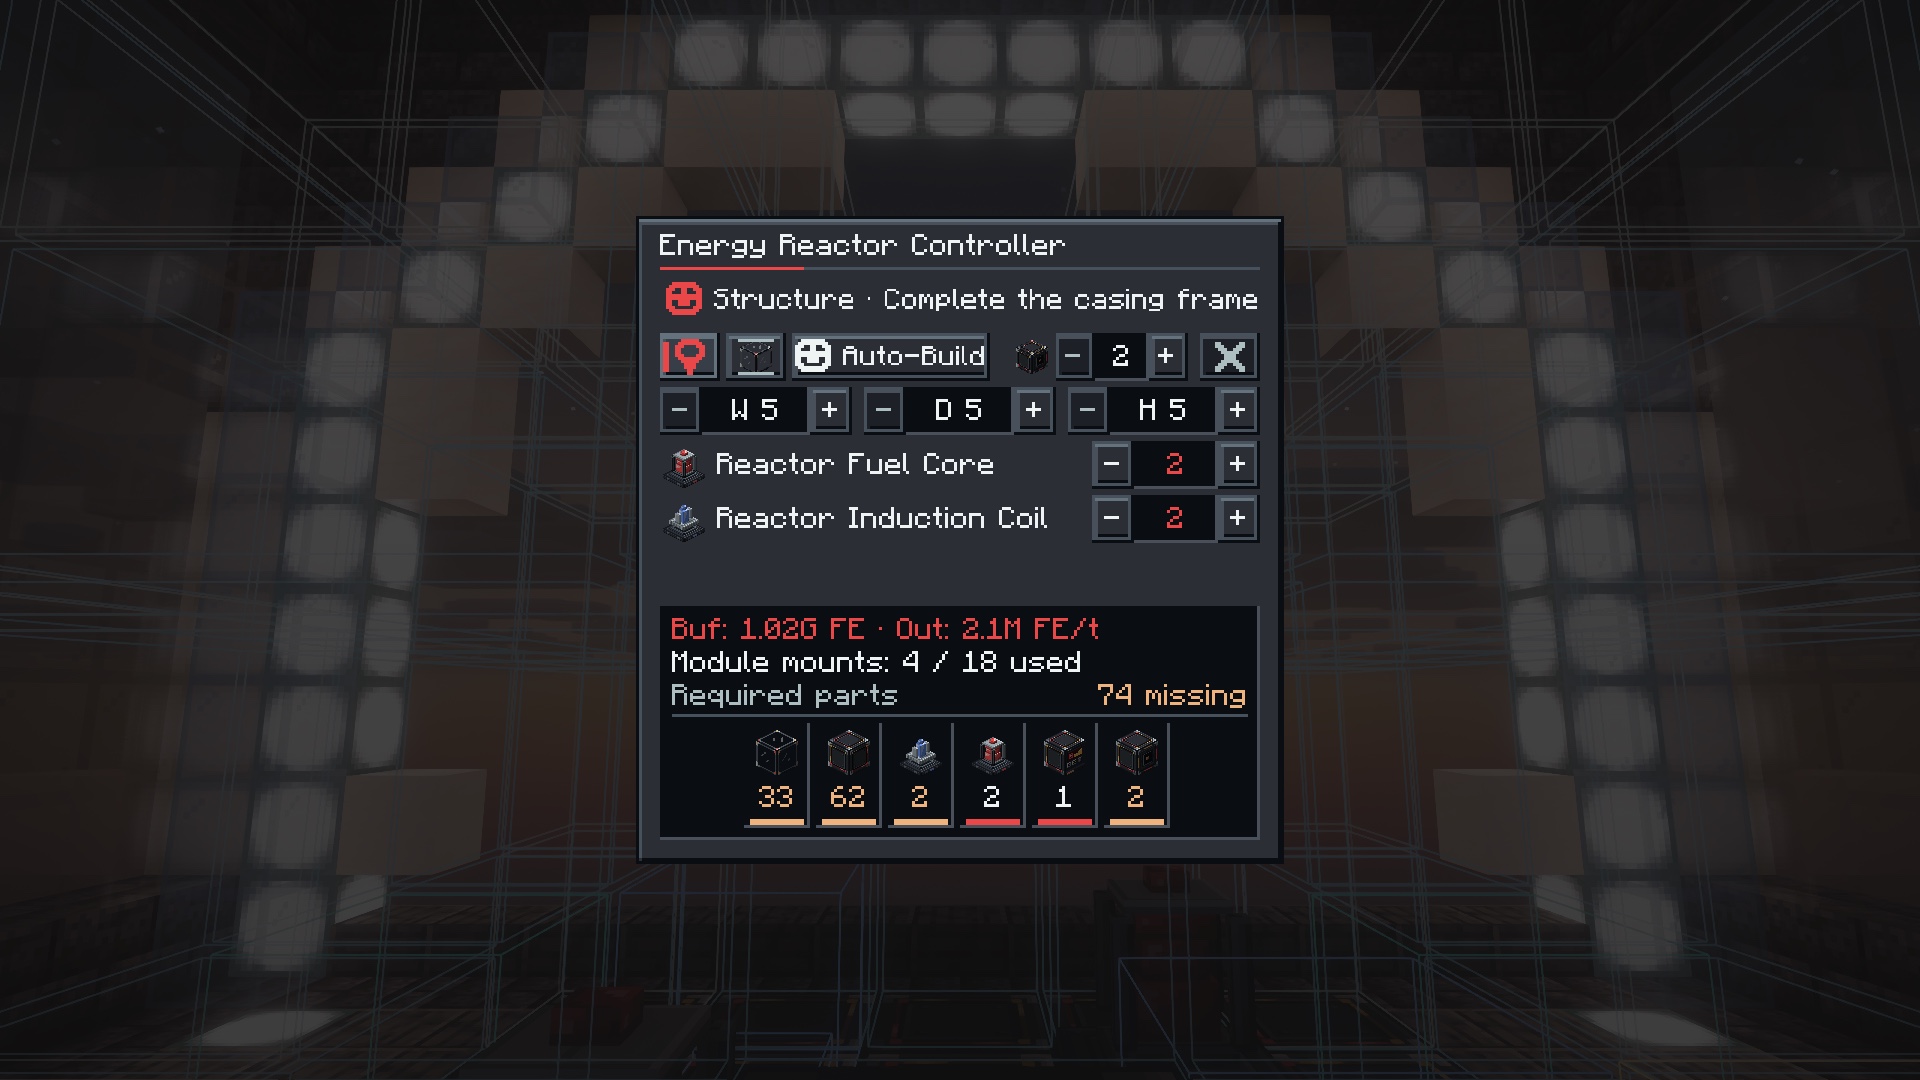 Energy Reactor Controller
Structure · Complete the casing frame
Auto-Build - 2 +
- W 5 + - D 5 + - H 5 +
Reactor Fuel Core - 2 +
Reactor Induction Coil - 2 +
Buf: 1.02G FE · Out: 2.1M FE/t
Module mounts: 4 / 18 used
Required parts 74 missing
33 62 2 2 1 2